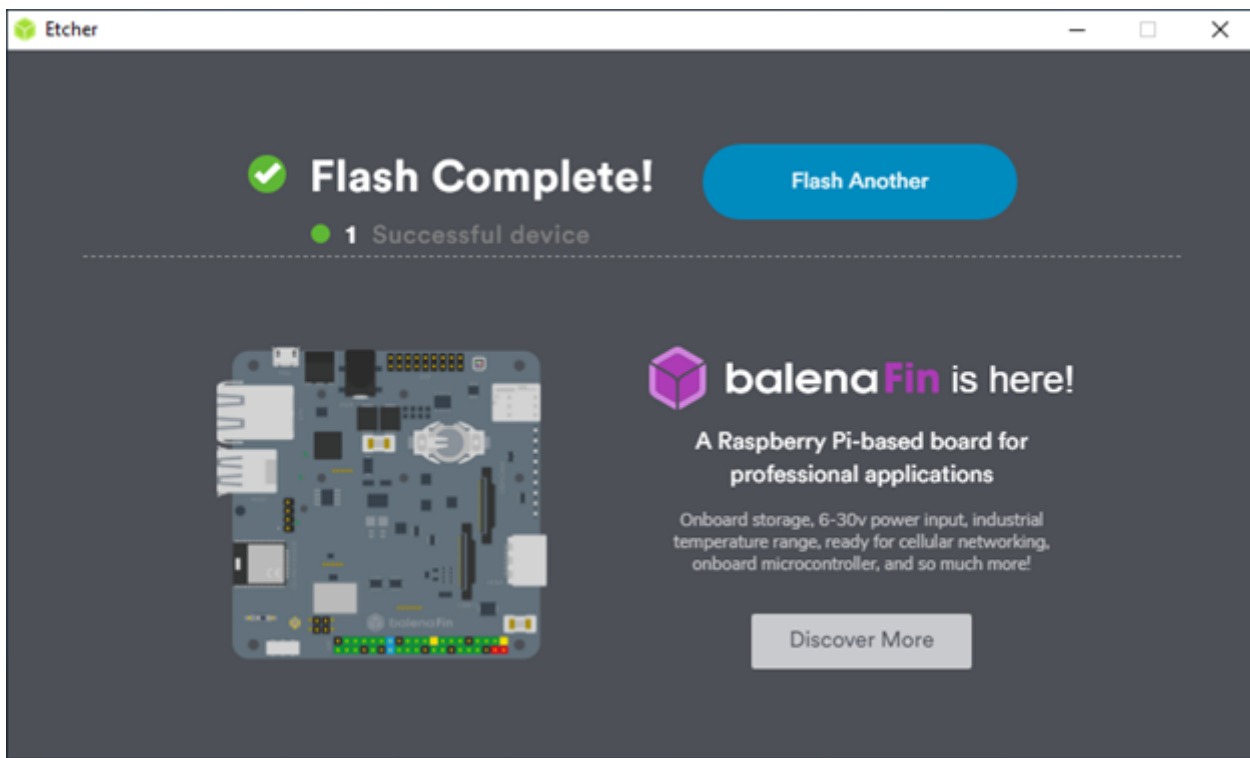 Etcher
Flash Complete!
Flash Another
1 Successful device
balenaFin is here!
A Raspberry Pi-based board for
professional applications
Onboard storage, 6-30v power input, industrial
temperature range, ready for cellular networking,
onboard microcontroller, and so much more!
balenaFin
Discover More